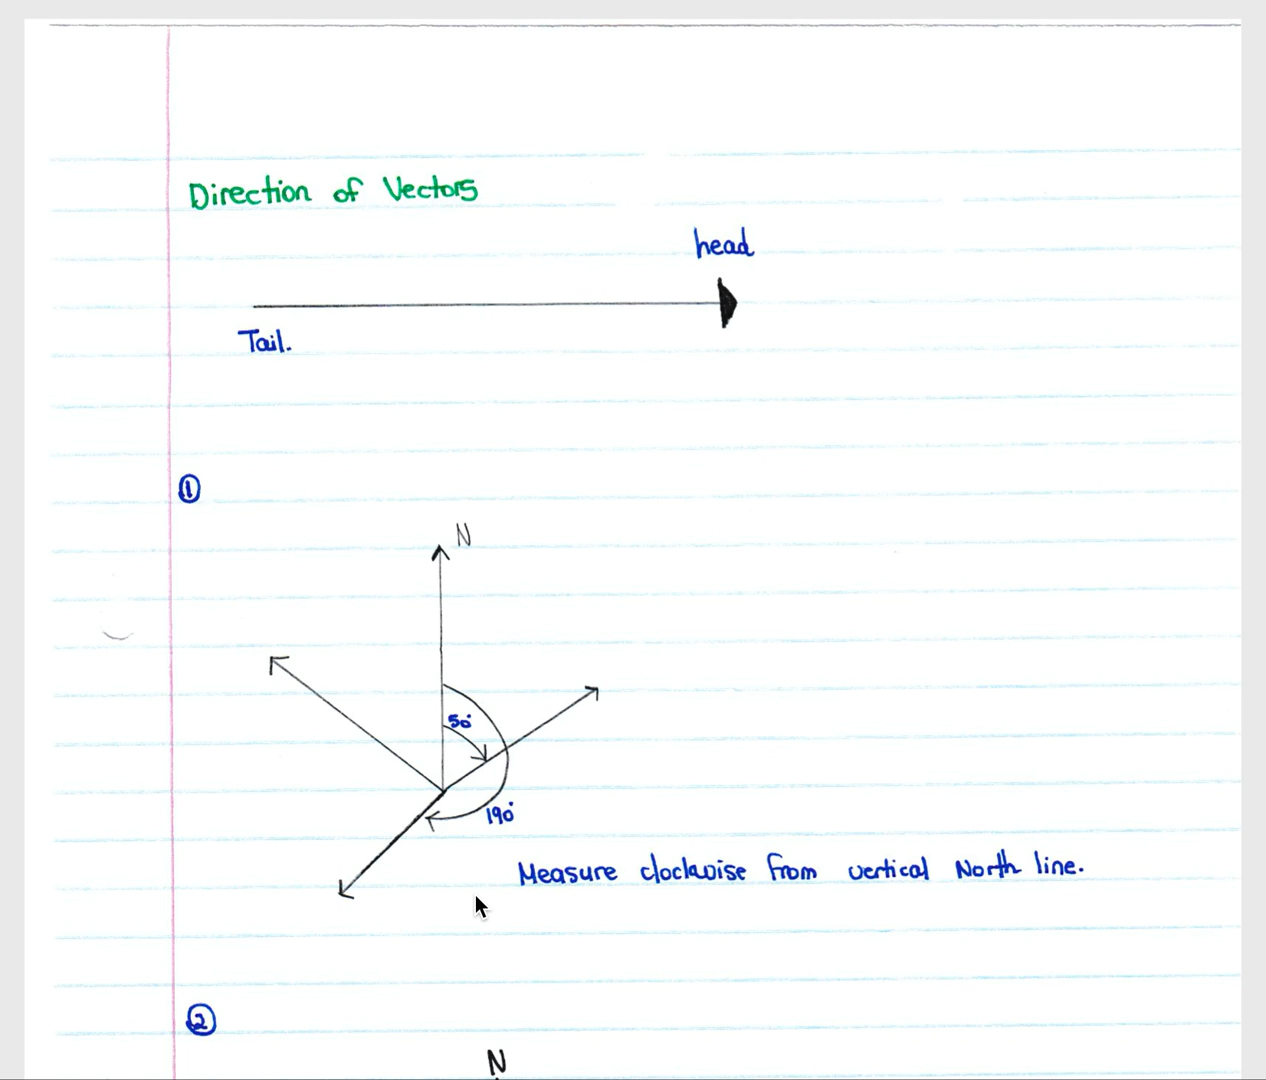 Direction of Vectors
head
Tail.
①
N
50°
190°
Measure clockwise from vertical North line.
②
N